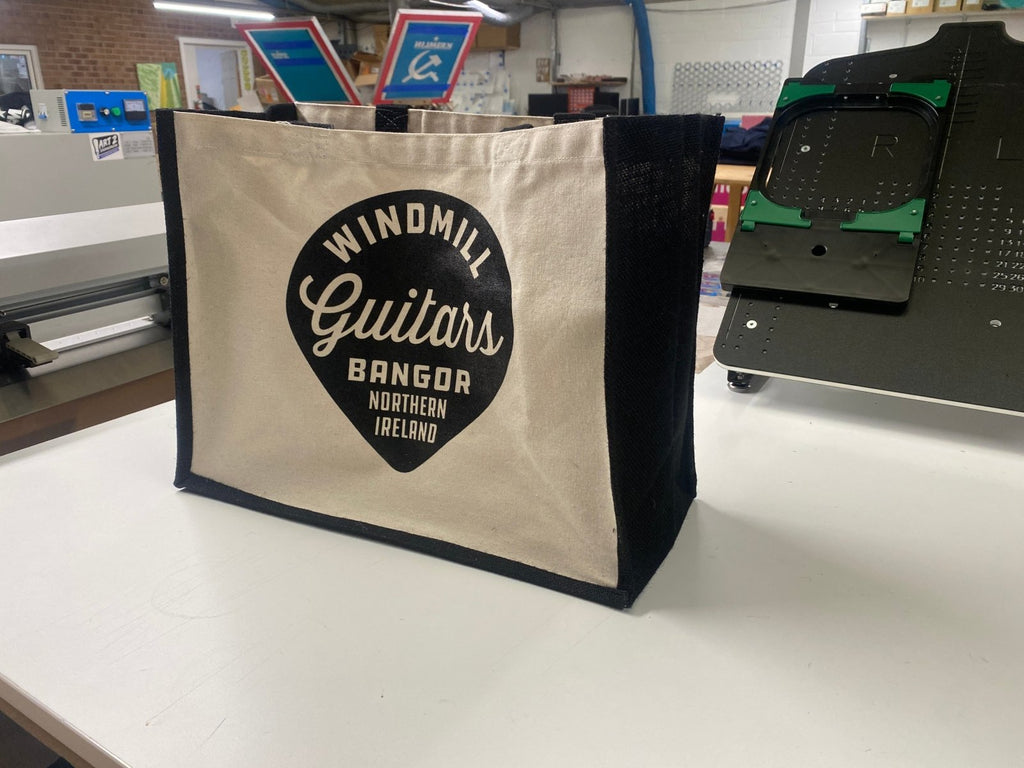 WINDMILL
Guitars
BANGOR
NORTHERN
IRELAND
R L